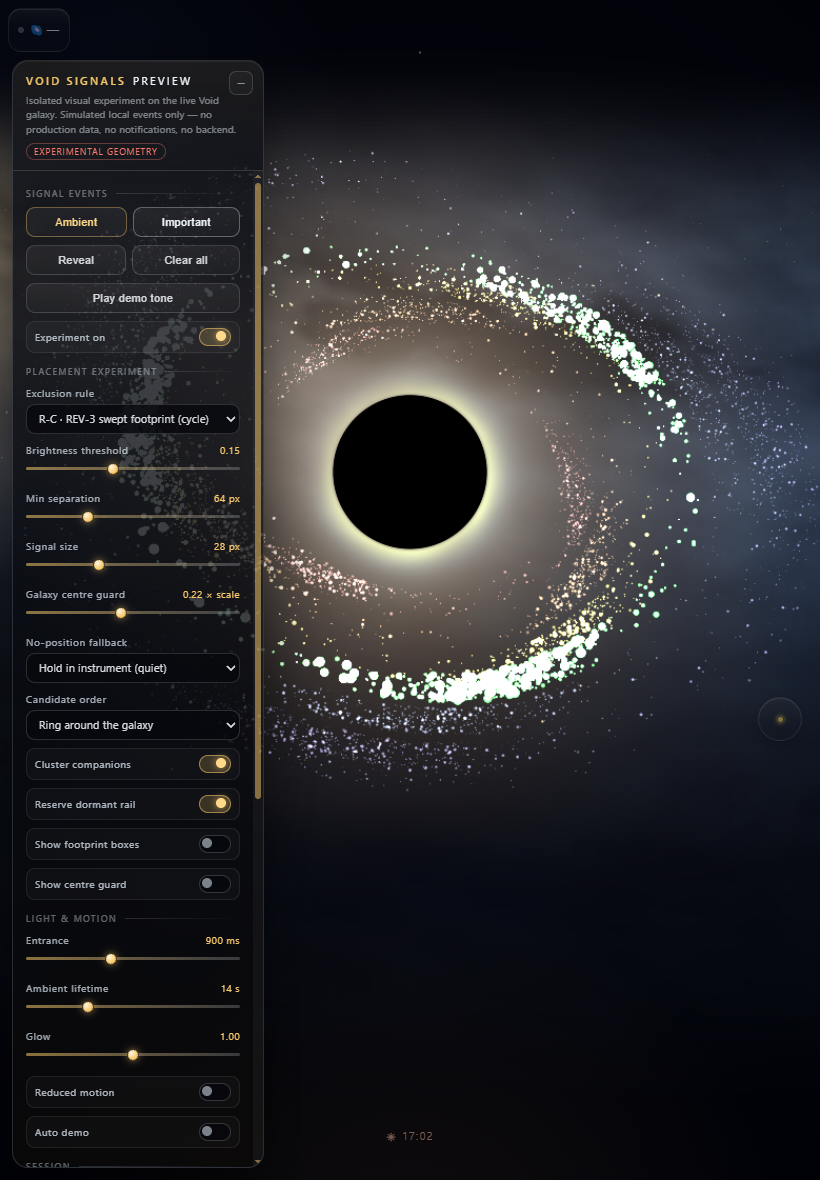 VOID SIGNALS PREVIEW
Isolated visual experiment on the live Void
galaxy. Simulated local events only — no
production data, no notifications, no backend.
EXPERIMENTAL GEOMETRY
SIGNAL EVENTS
Ambient
Important
Reveal
Clear all
Play demo tone
Experiment on
PLACEMENT EXPERIMENT
Exclusion rule
R-C · REV-3 swept footprint (cycle)
Brightness threshold 0.15
Min separation 64 px
Signal size 28 px
Galaxy centre guard 0.22 × scale
No-position fallback
Hold in instrument (quiet)
Candidate order
Ring around the galaxy
Cluster companions
Reserve dormant rail
Show footprint boxes
Show centre guard
LIGHT & MOTION
Entrance 900 ms
Ambient lifetime 14 s
Glow 1.00
Reduced motion
Auto demo
SESSION
17:02